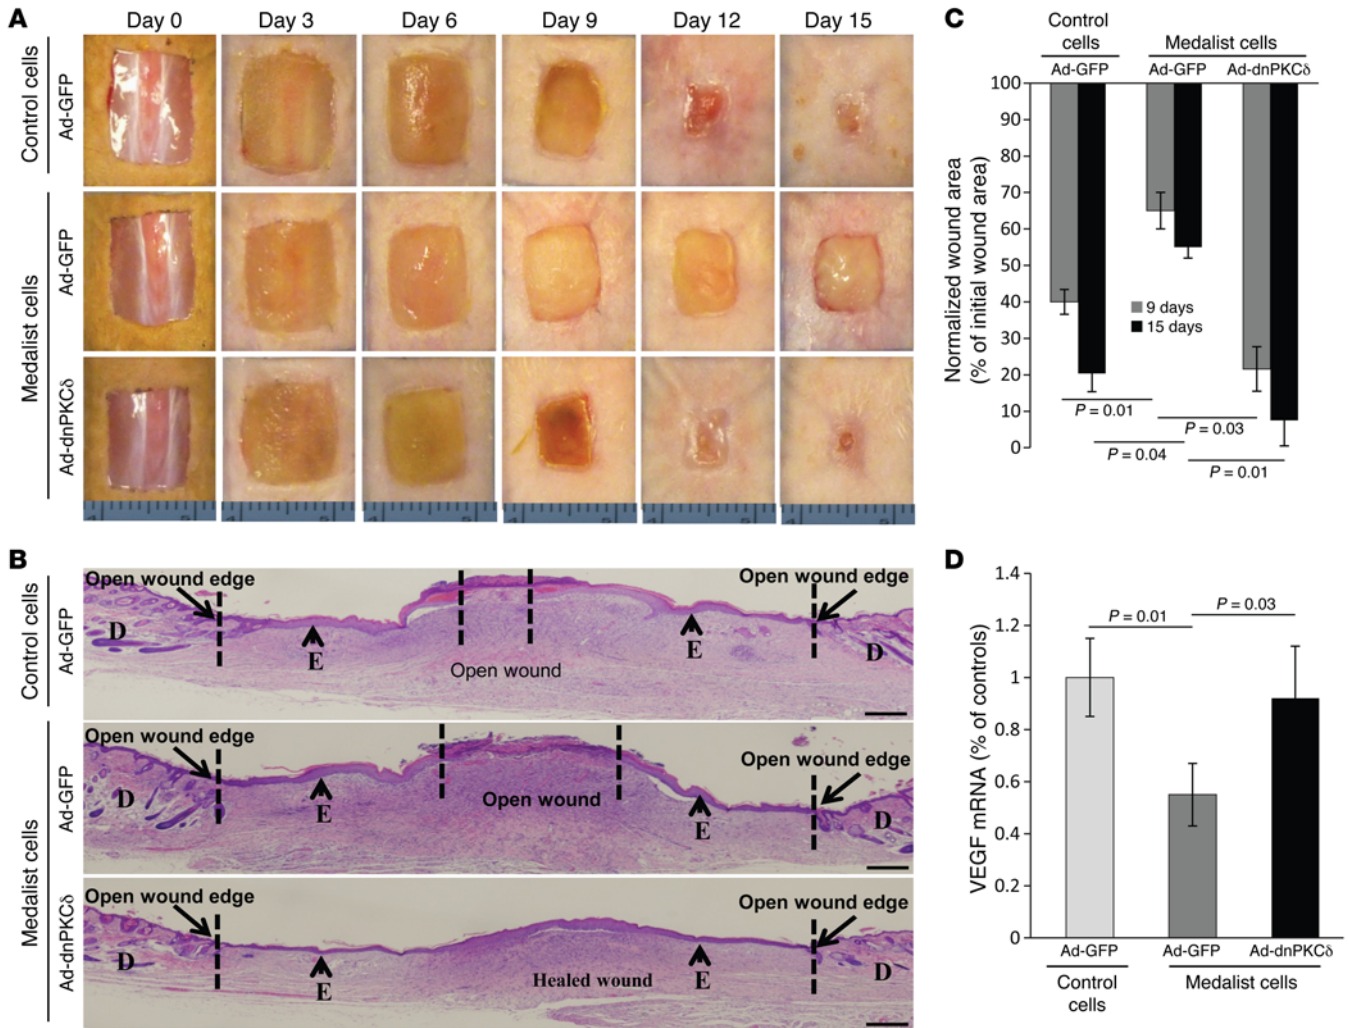 A
Day 0 Day 3 Day 6 Day 9 Day 12 Day 15
Control cells
Ad-GFP
Medalist cells
Ad-GFP
Ad-dnPKCδ
B
Control cells
Ad-GFP
Open wound edge
Open wound edge
D
E
E
D
Open wound
Medalist cells
Ad-GFP
Open wound edge
Open wound edge
D
E
E
D
Open wound
Ad-dnPKCδ
Open wound edge
Open wound edge
D
E
E
D
Healed wound
C
Control
cells
Medalist cells
Ad-GFP Ad-GFP Ad-dnPKCδ
Normalized wound area
(% of initial wound area)
100
90
80
70
60
50
40
30
20
10
0
9 days
15 days
P = 0.01
P = 0.03
P = 0.04
P = 0.01
D
VEGF mRNA (% of controls)
1.4
1.2
1
0.8
0.6
0.4
0.2
0
P = 0.01
P = 0.03
Ad-GFP Ad-GFP Ad-dnPKCδ
Control
cells
Medalist cells